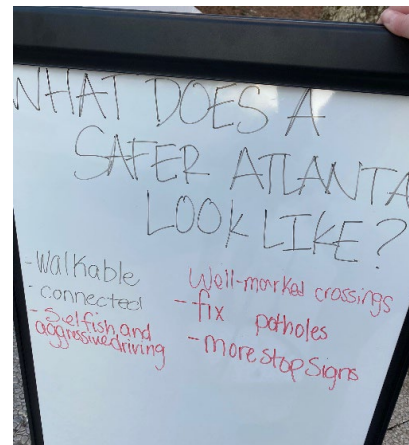 WHAT DOES A
SAFER ATLANTA
LOOK LIKE?
-Walkable
- connected
- Selfish and
aggressive driving
Well-marked crossings
- fix potholes
- more stop signs